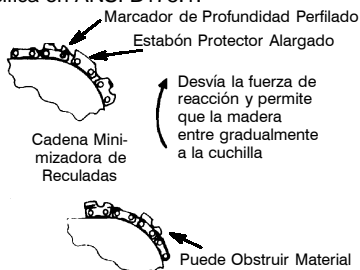 Marcador de Profundidad Perfilado
Estabón Protector Alargado
Desvía la fuerza de
reacción y permite
que la madera
entre gradualmente
a la cuchilla
Cadena Mini-
mizadora de
Reculadas
Puede Obstruir Material